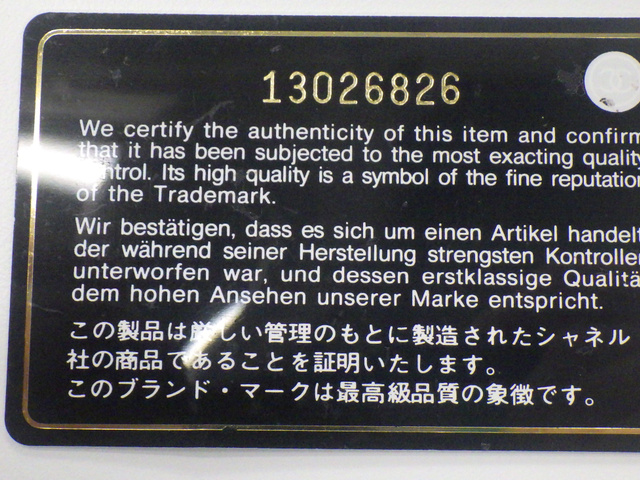 13026826
We certify the authenticity of this item and confirm
that it has been subjected to the most exacting quality
control. Its high quality is a symbol of the fine reputation
of the Trademark.
Wir bestätigen, dass es sich um einen Artikel handelt
der während seiner Herstellung strengsten Kontrollen
unterworfen war, und dessen erstklassige Qualitä
dem hohen Ansehen unserer Marke entspricht.
この製品は厳しい管理のもとに製造されたシャネル
社の商品であることを証明いたします。
このブランド・マークは最高級品質の象徴です。